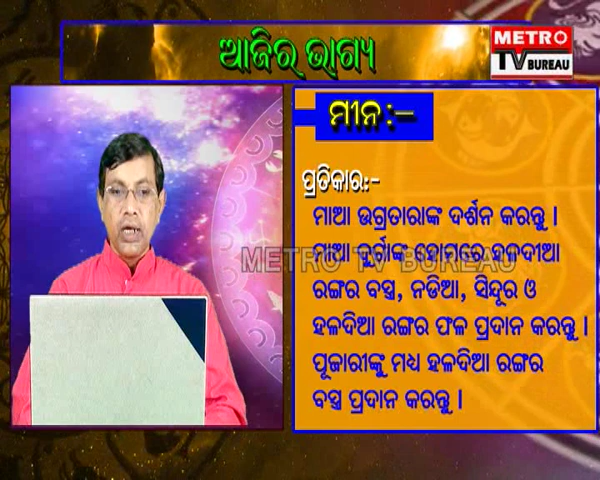 ଆଜିର ଭାଗ୍ୟ
METRO
TV BUREAU
ମୀନ:-
ପ୍ରତିକାର:-
ମାଆ ଉଗ୍ରତାରାଙ୍କ ଦର୍ଶନ କରନ୍ତୁ ।
ମାଆ ଦୁର୍ଗାଙ୍କ ହୋମରେ ହଳଦୀଆ
METRO TV BUREAU
ରଙ୍ଗର ବସ୍ତ୍ର, ନଡିଆ, ସିନ୍ଦୂର ଓ
ହଳଦିଆ ରଙ୍ଗର ଫଳ ପ୍ରଦାନ କରନ୍ତୁ ।
ପୂଜାରୀଙ୍କୁ ମଧ୍ୟ ହଳଦିଆ ରଙ୍ଗର
ବସ୍ତ୍ର ପ୍ରଦାନ କରନ୍ତୁ ।